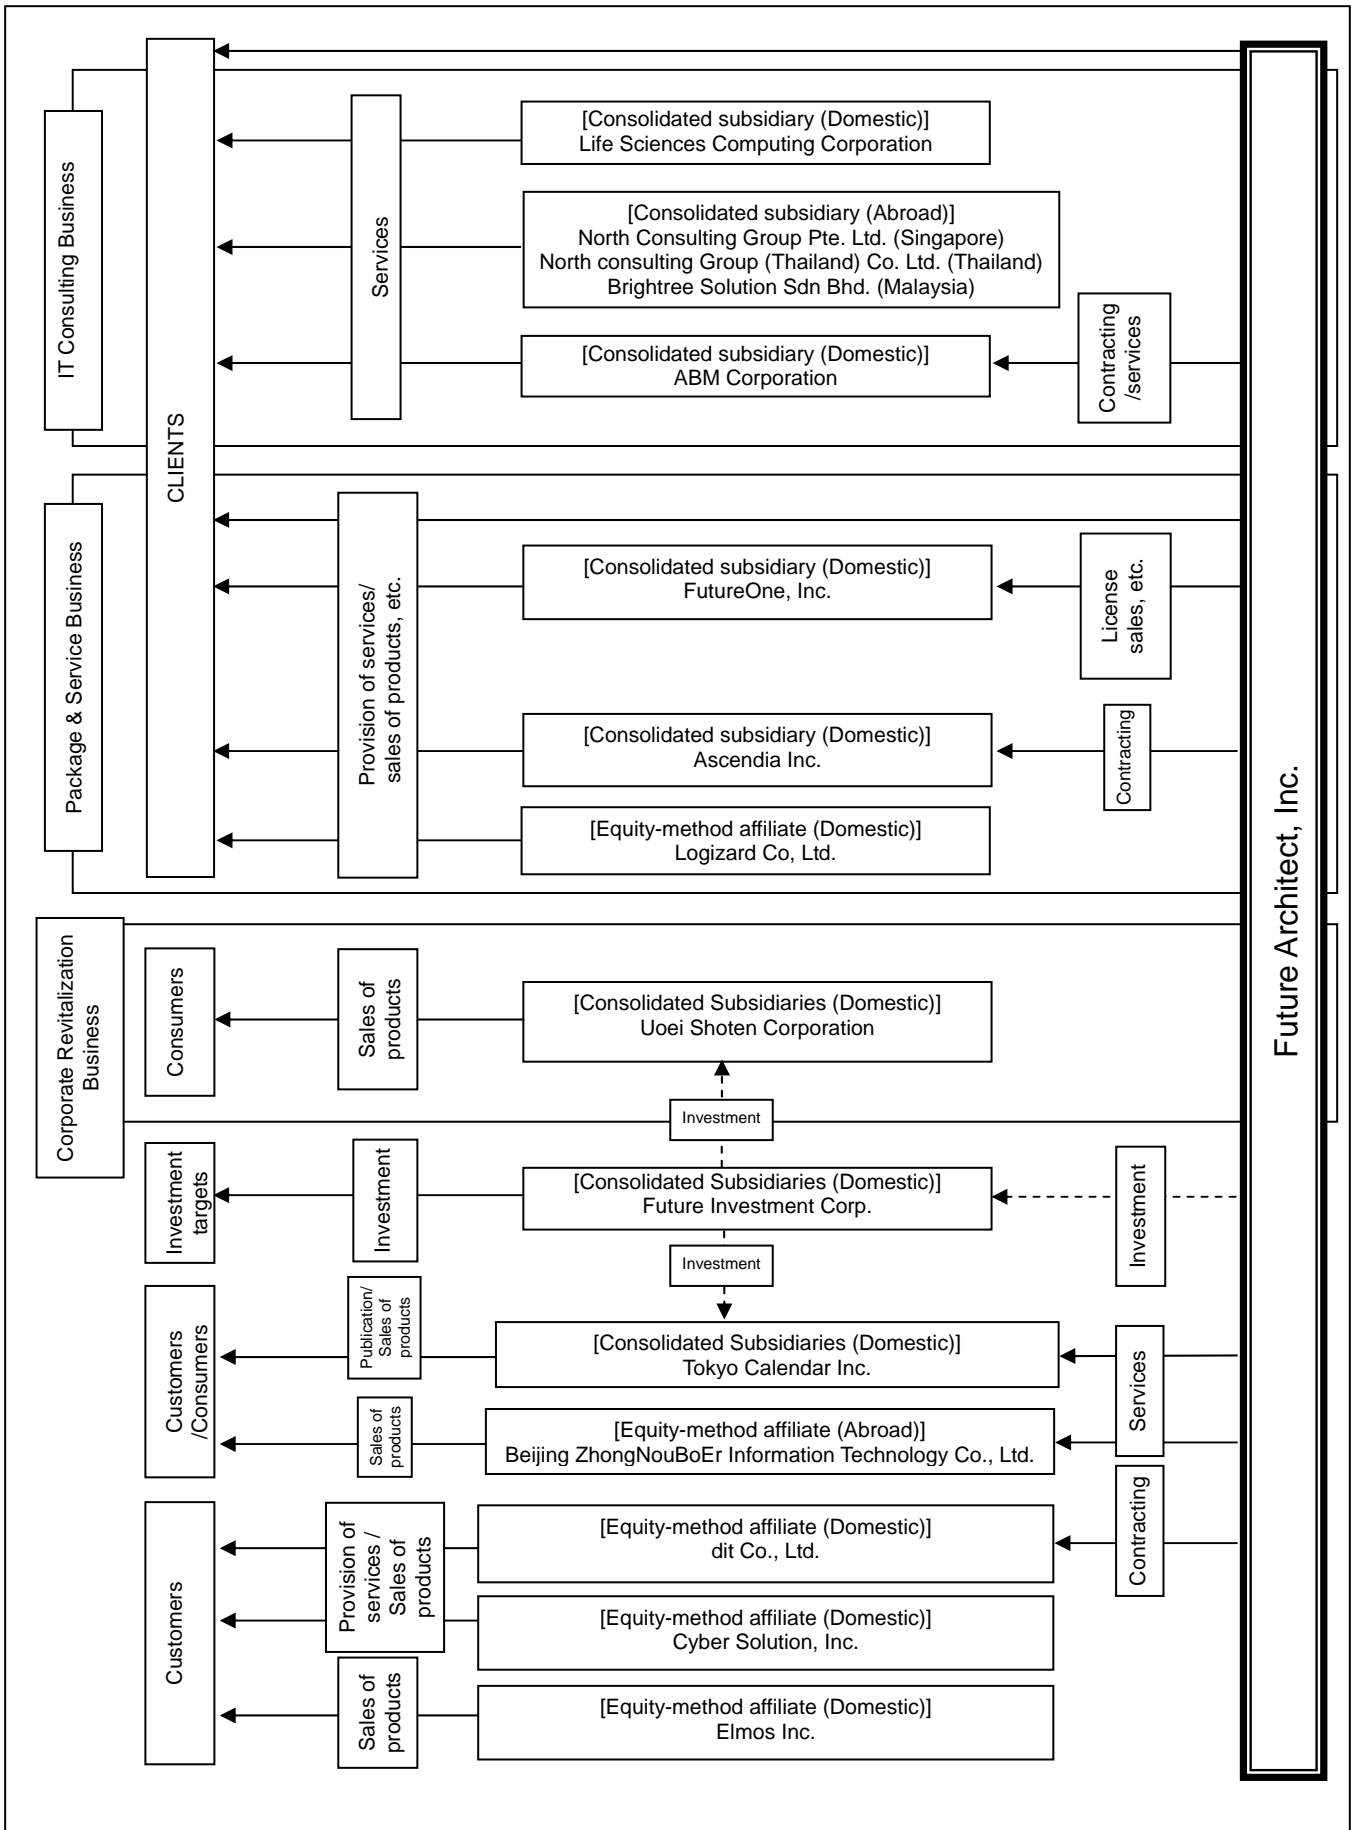 IT Consulting Business
CLIENTS
Services
[Consolidated subsidiary (Domestic)]
Life Sciences Computing Corporation
[Consolidated subsidiary (Abroad)]
North Consulting Group Pte. Ltd. (Singapore)
North consulting Group (Thailand) Co. Ltd. (Thailand)
Brightree Solution Sdn Bhd. (Malaysia)
[Consolidated subsidiary (Domestic)]
ABM Corporation
Contracting
/services
Package & Service Business
Provision of services/
sales of products, etc.
[Consolidated subsidiary (Domestic)]
FutureOne, Inc.
License
sales, etc.
[Consolidated subsidiary (Domestic)]
Ascendia Inc.
Contracting
[Equity-method affiliate (Domestic)]
Logizard Co, Ltd.
Corporate Revitalization
Business
Consumers
Sales of
products
[Consolidated Subsidiaries (Domestic)]
Uoei Shoten Corporation
Investment
Investment
targets
Investment
[Consolidated Subsidiaries (Domestic)]
Future Investment Corp.
Investment
Investment
Customers
/Consumers
Publication/
Sales of
products
[Consolidated Subsidiaries (Domestic)]
Tokyo Calendar Inc.
Services
Sales of
products
[Equity-method affiliate (Abroad)]
Beijing ZhongNouBoEr Information Technology Co., Ltd.
Customers
Provision of
services /
Sales of
products
[Equity-method affiliate (Domestic)]
dit Co., Ltd.
Contracting
[Equity-method affiliate (Domestic)]
Cyber Solution, Inc.
Sales of
products
[Equity-method affiliate (Domestic)]
Elmos Inc.
Future Architect, Inc.